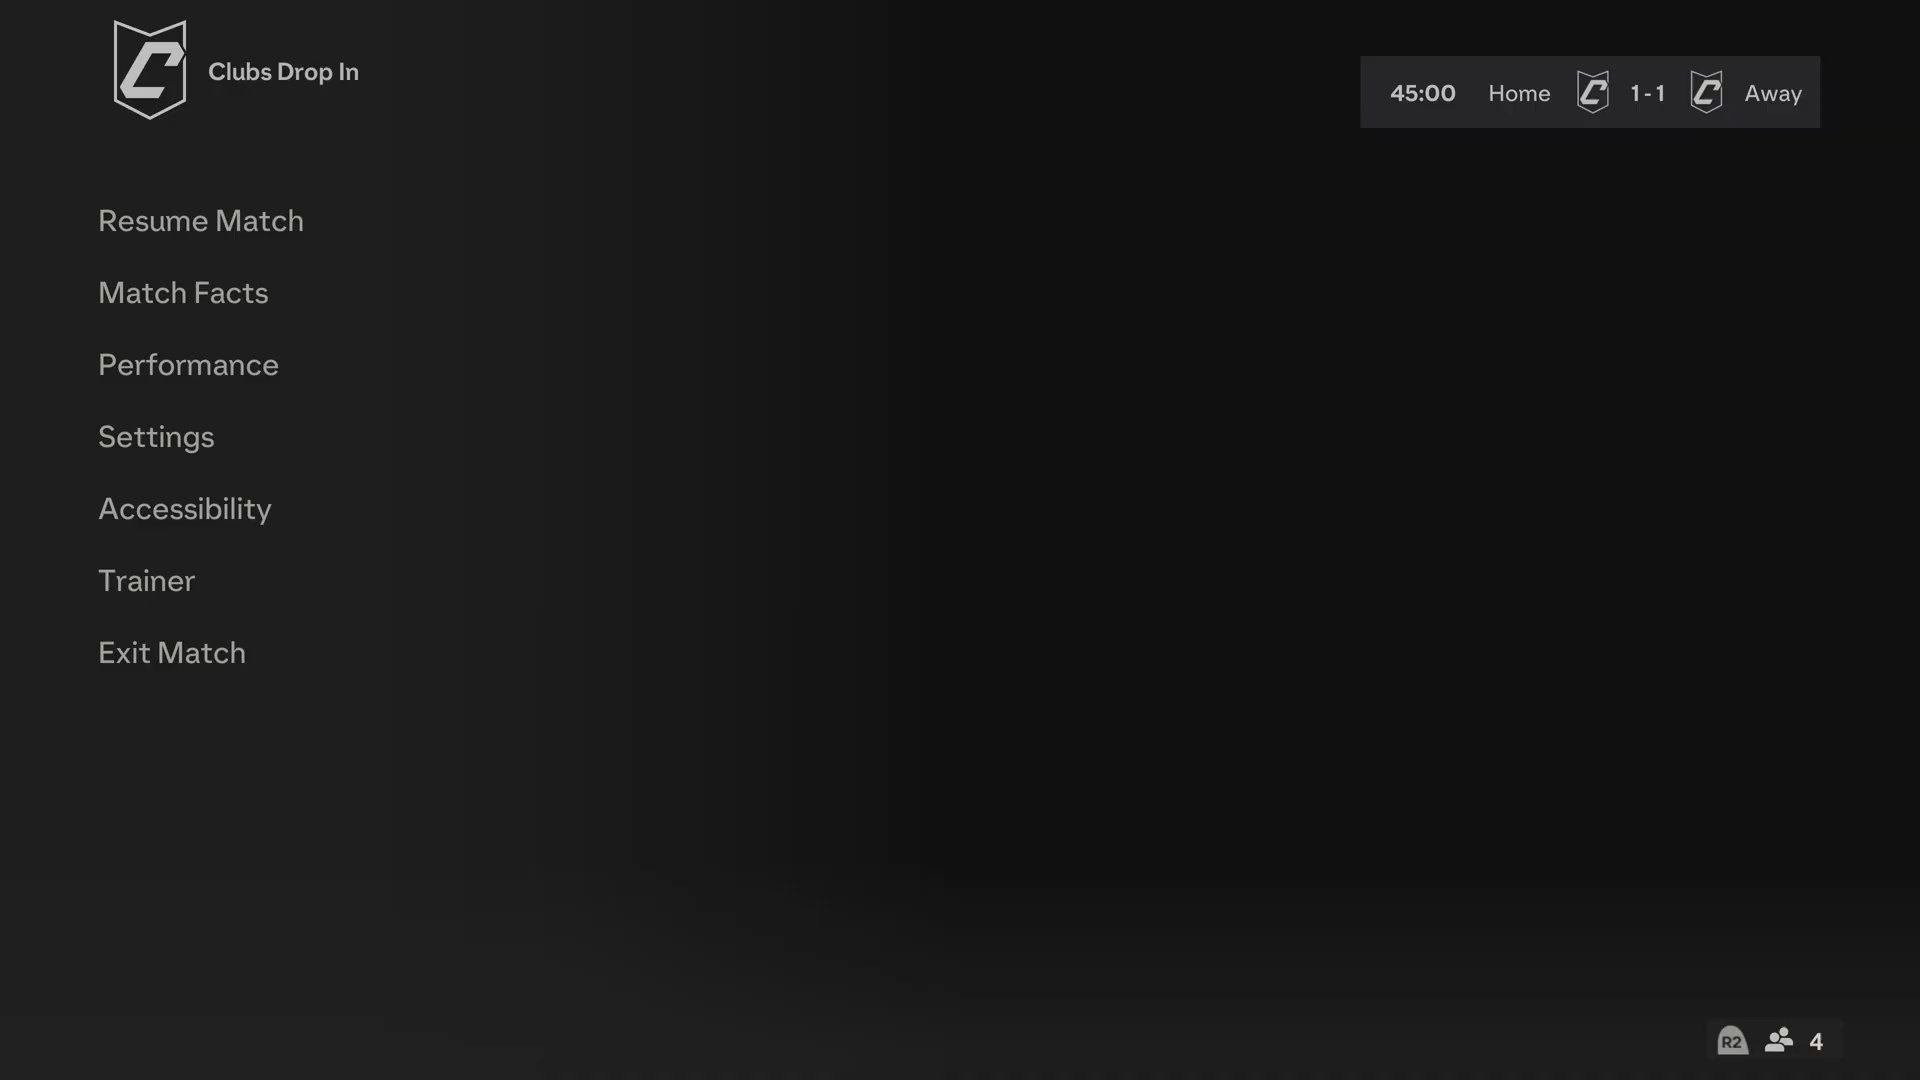 Clubs Drop In
45:00 Home 1 - 1 Away
Resume Match
Match Facts
Performance
Settings
Accessibility
Trainer
Exit Match
R2 4